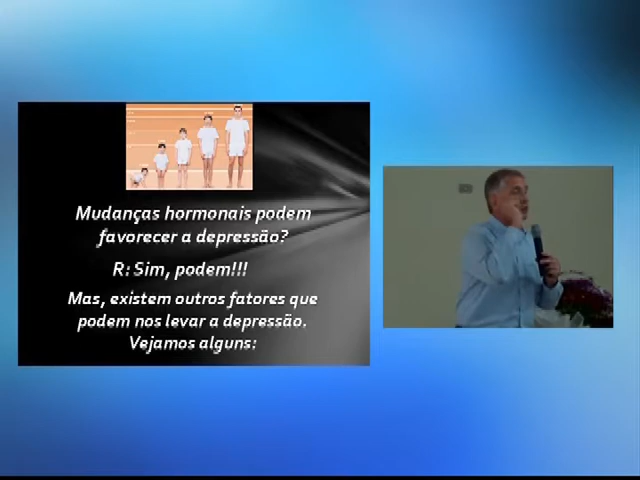 Mudanças hormonais podem
favorecer a depressão?
R: Sim, podem!!!
Mas, existem outros fatores que
podem nos levar a depressão.
Vejamos alguns: